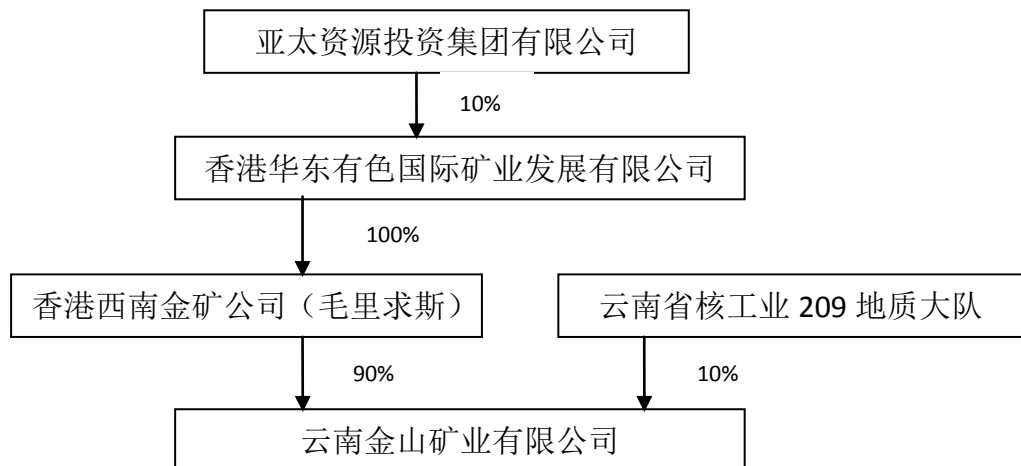 亚太资源投资集团有限公司
10%
香港华东有色国际矿业发展有限公司
100%
香港西南金矿公司（毛里求斯）
云南省核工业 209 地质大队
90%
10%
云南金山矿业有限公司